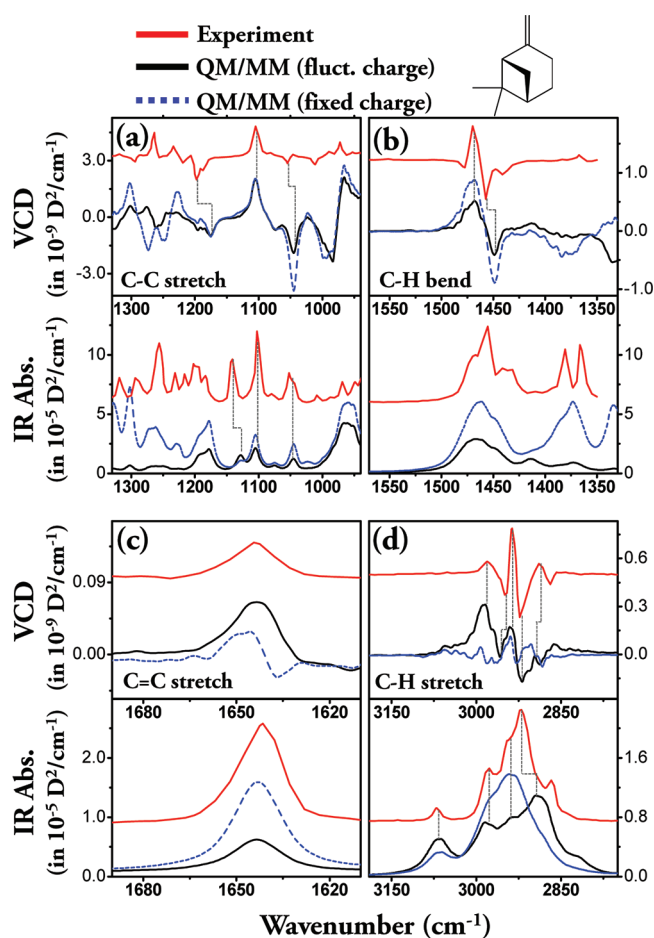 Experiment
QM/MM (fluct. charge)
QM/MM (fixed charge)
(a)
(b)
VCD
(in 10⁻⁹ D²/cm⁻¹)
3.0
0.0
-3.0
1.0
0.0
-1.0
C-C stretch
C-H bend
1300 1200 1100 1000
1550 1500 1450 1400 1350
IR Abs.
(in 10⁻⁵ D²/cm⁻¹)
10
5
0
10
5
0
1300 1200 1100 1000
1550 1500 1450 1400 1350
(c)
(d)
VCD
(in 10⁻⁹ D²/cm⁻¹)
0.09
0.00
0.6
0.3
0.0
C=C stretch
C-H stretch
1680 1640 1620
3150 3000 2850
IR Abs.
(in 10⁻⁵ D²/cm⁻¹)
2.0
1.0
0.0
1.6
0.8
0.0
1680 1640 1620
3150 3000 2850
Wavenumber (cm⁻¹)